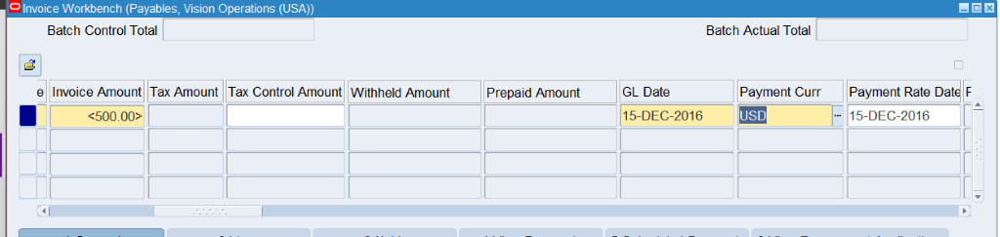 Invoice Workbench (Payables, Vision Operations (USA))
Batch Control Total Batch Actual Total
e Invoice Amount Tax Amount Tax Control Amount Withheld Amount Prepaid Amount GL Date Payment Curr Payment Rate Date
<500.00> 15-DEC-2016 USD ... 15-DEC-2016